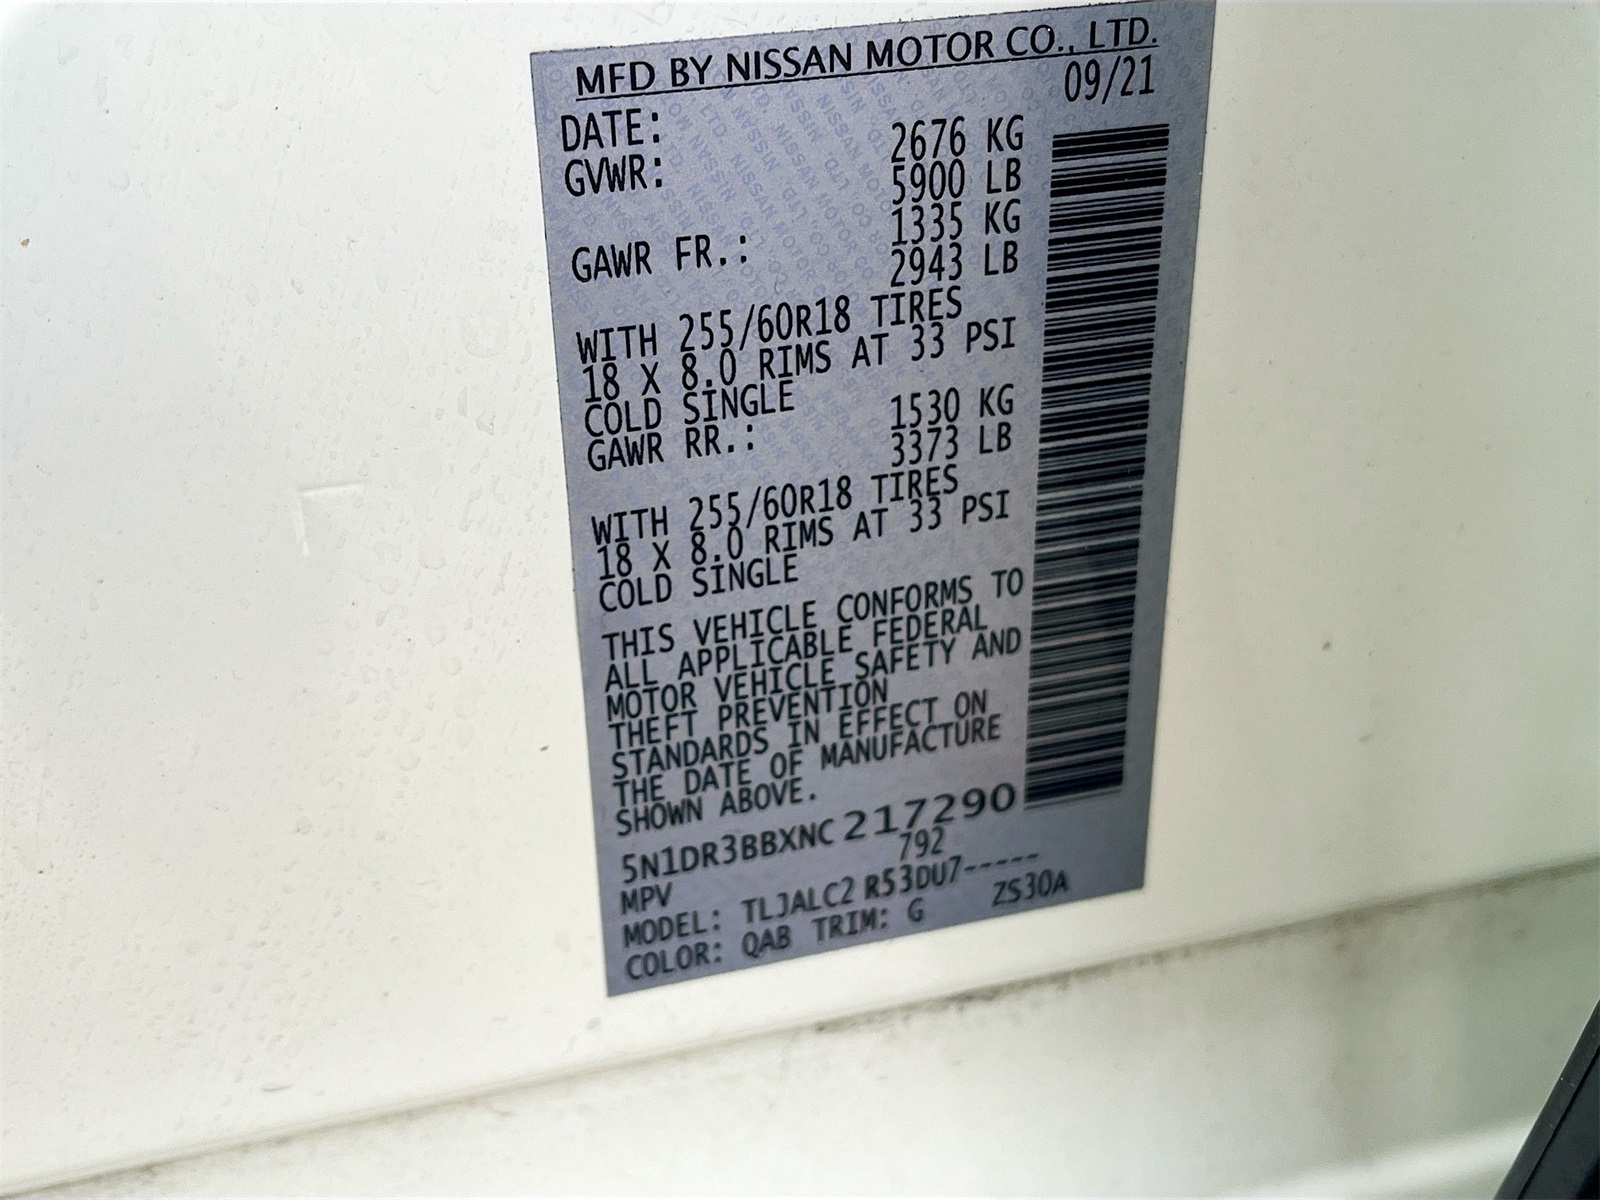 MFD BY NISSAN MOTOR CO., LTD.
DATE: 09/21
GVWR: 2676 KG
5900 LB
GAWR FR.: 1335 KG
2943 LB
WITH 255/60R18 TIRES
18 X 8.0 RIMS AT 33 PSI
COLD SINGLE
GAWR RR.: 1530 KG
3373 LB
WITH 255/60R18 TIRES
18 X 8.0 RIMS AT 33 PSI
COLD SINGLE
THIS VEHICLE CONFORMS TO
ALL APPLICABLE FEDERAL
MOTOR VEHICLE SAFETY AND
THEFT PREVENTION
STANDARDS IN EFFECT ON
THE DATE OF MANUFACTURE
SHOWN ABOVE.
5N1DR3BBXNC217290
MPV 792
MODEL: TLJALC2 R53DU7-----
COLOR: QAB TRIM: G ZS30A